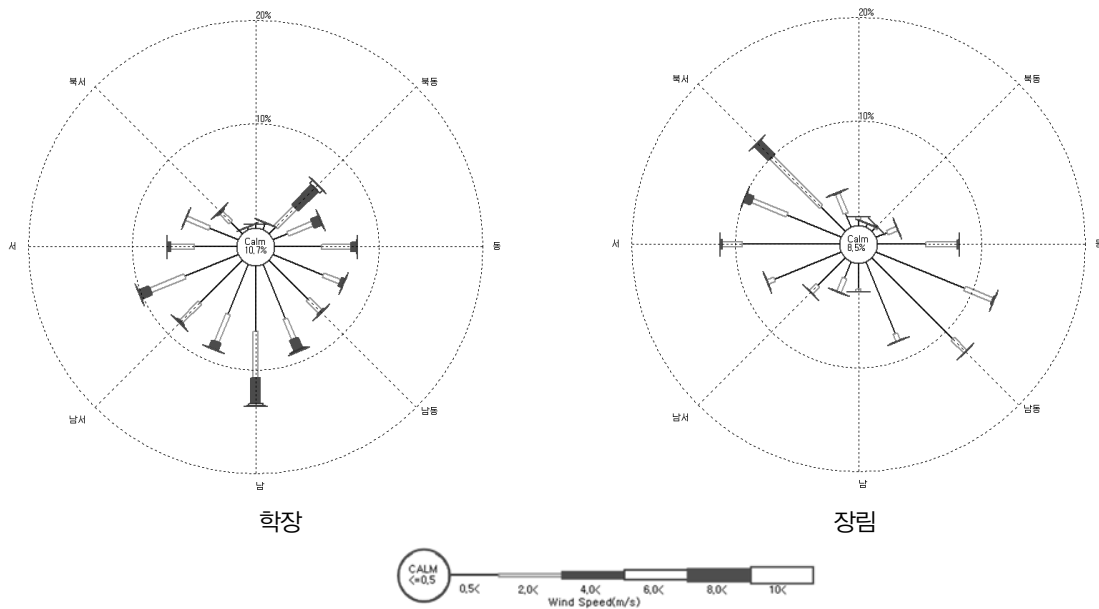 20%
20%
북서
북동
북서
북동
10%
10%
서
Calm
10,7%
동
서
Calm
8,5%
동
남서
남동
남서
남동
남
남
학장
장림
CALM
<=0,5
0,5<
2,0<
4,0<
6,0<
8,0<
10<
Wind Speed(m/s)